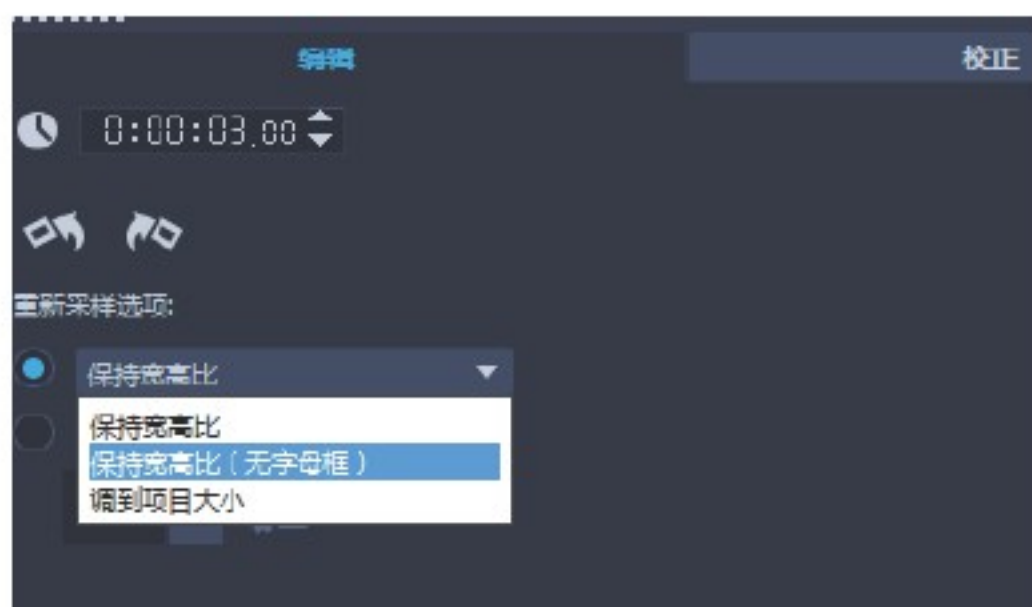 编辑
校正
0:00:03.00
重新采样选项:
保持宽高比
保持宽高比
保持宽高比（无字母框）
调到项目大小